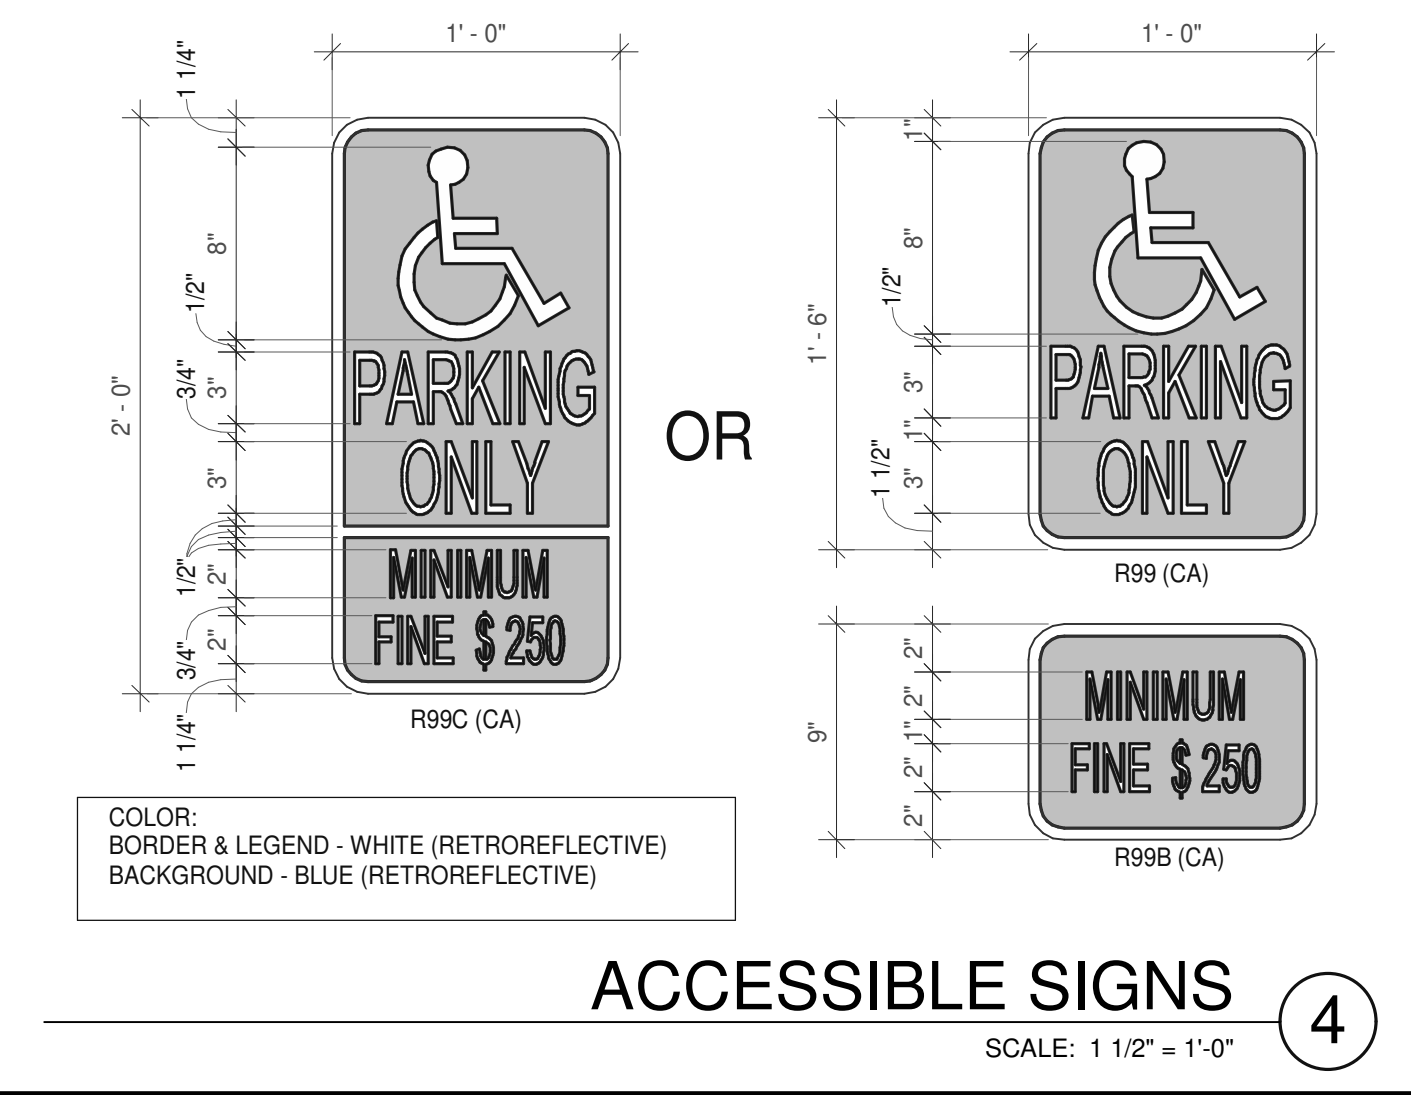 1' - 0"
1 1/4"
8"
1/2"
3/4"
3"
2' - 0"
3"
1/2"
2"
3/4"
2"
1 1/4"
PARKING
ONLY
MINIMUM
FINE $ 250
R99C (CA)
OR
1' - 0"
1"
8"
1/2"
1' - 6"
3"
1"
1 1/2"
3"
PARKING
ONLY
R99 (CA)
2"
2"
9"
1"
2"
2"
MINIMUM
FINE $ 250
R99B (CA)
COLOR:
BORDER & LEGEND - WHITE (RETROREFLECTIVE)
BACKGROUND - BLUE (RETROREFLECTIVE)
ACCESSIBLE SIGNS
4
SCALE: 1 1/2" = 1'-0"